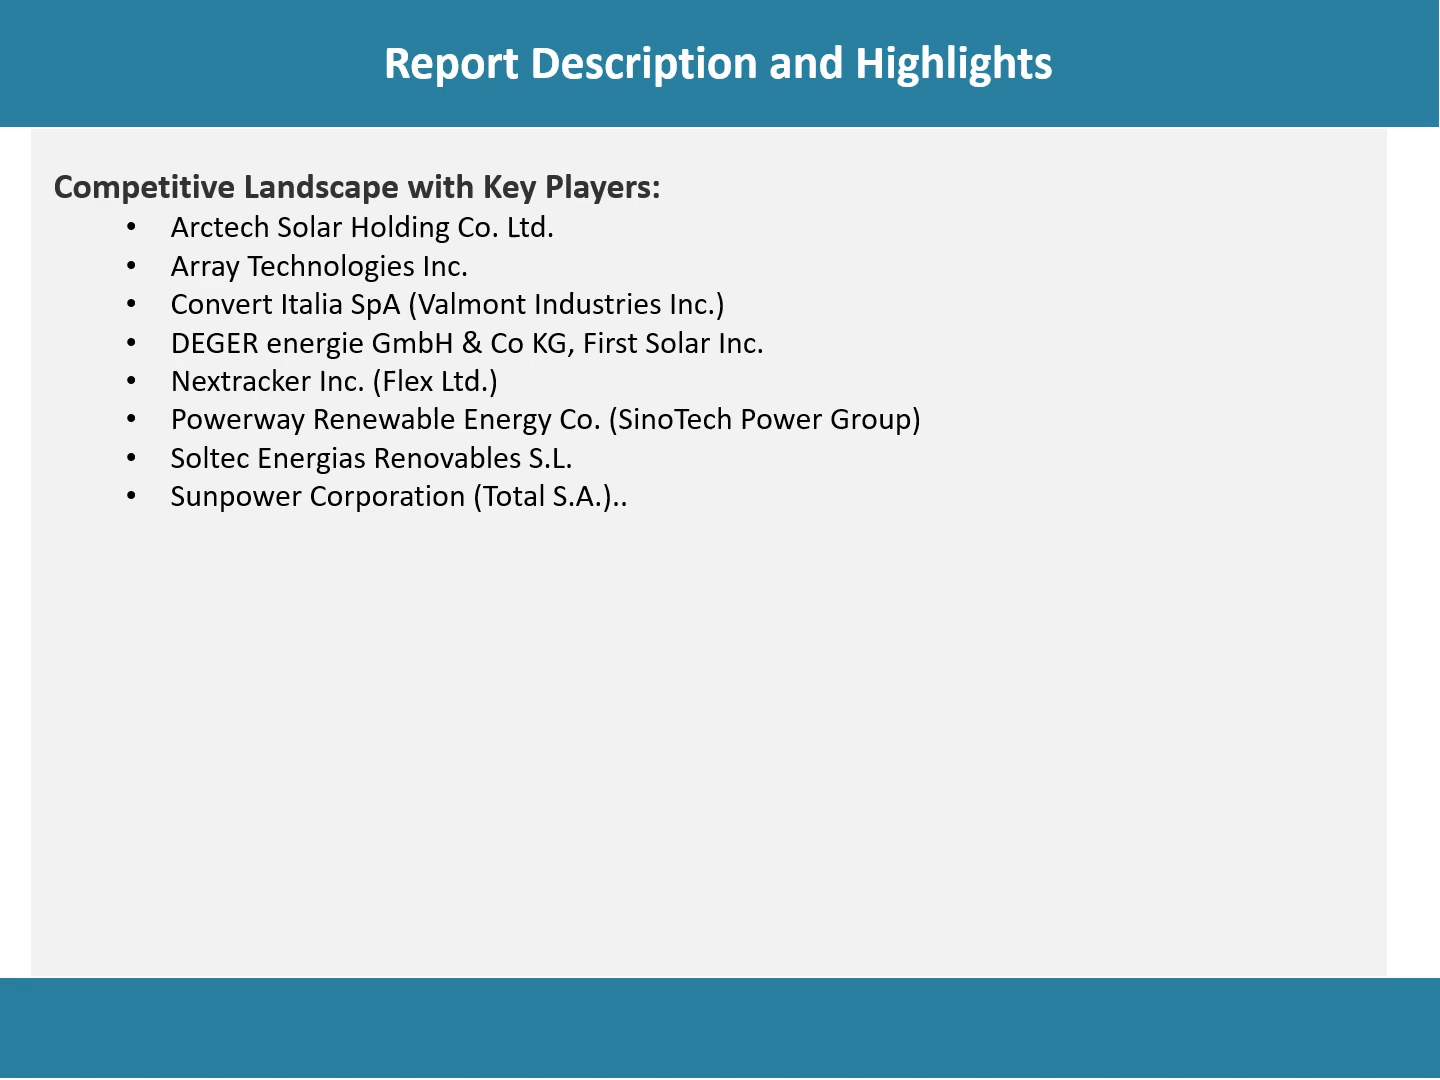 Report Description and Highlights
Competitive Landscape with Key Players:
• Arctech Solar Holding Co. Ltd.
• Array Technologies Inc.
• Convert Italia SpA (Valmont Industries Inc.)
• DEGER energie GmbH & Co KG, First Solar Inc.
• Nextracker Inc. (Flex Ltd.)
• Powerway Renewable Energy Co. (SinoTech Power Group)
• Soltec Energias Renovables S.L.
• Sunpower Corporation (Total S.A.)..